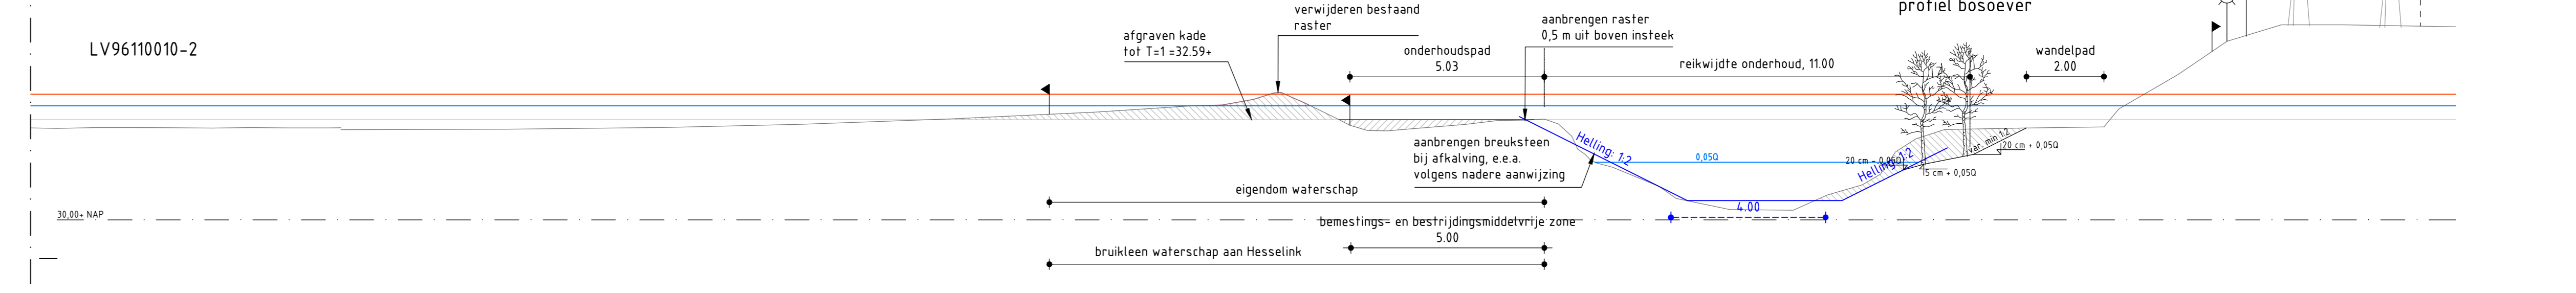 profiel bosoever
LV96110010-2
verwijderen bestaand
raster
afgraven kade
tot T=1 =32.59+
aanbrengen raster
0,5 m uit boven insteek
onderhoudspad
5.03
reikwijdte onderhoud, 11.00
wandelpad
2.00
aanbrengen breuksteen
bij afkalving, e.e.a.
volgens nadere aanwijzing
Helling: 1:2
0,05Q
20 cm - 0,05Q
Helling: 1:2
var. min 1:2
20 cm + 0,05Q
15 cm + 0,05Q
eigendom waterschap
30,00+ NAP
4.00
bemestings- en bestrijdingsmiddelvrije zone
5.00
bruikleen waterschap aan Hesselink